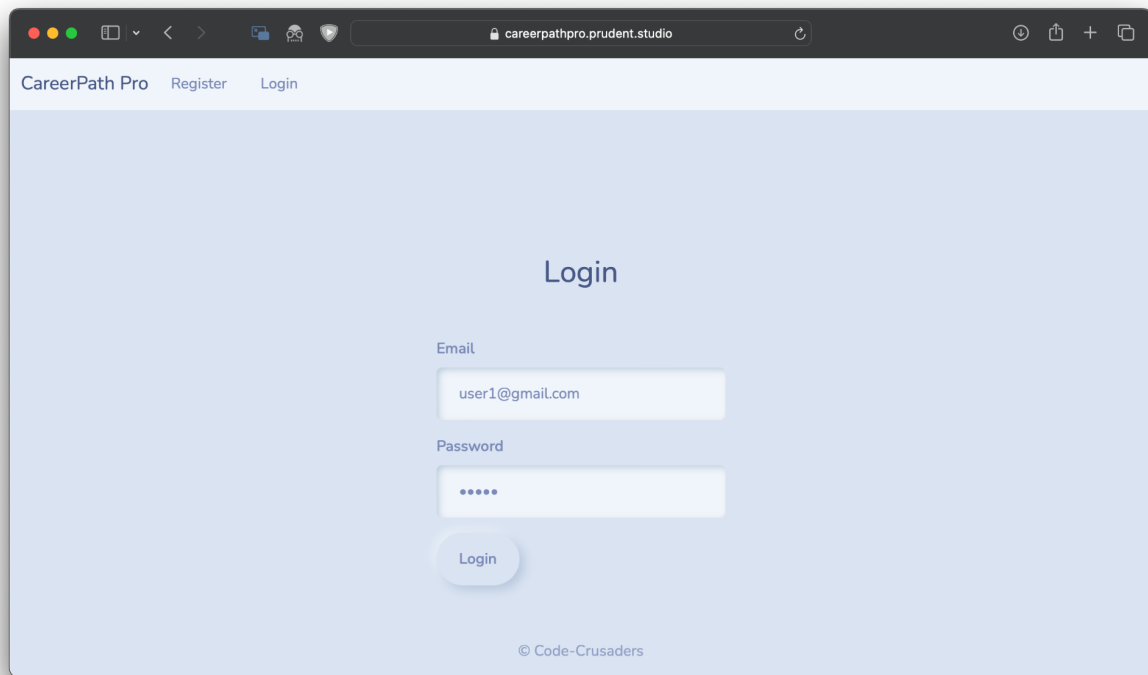 careerpathpro.prudent.studio
CareerPath Pro Register Login
Login
Email
user1@gmail.com
Password
•••••
Login
© Code-Crusaders